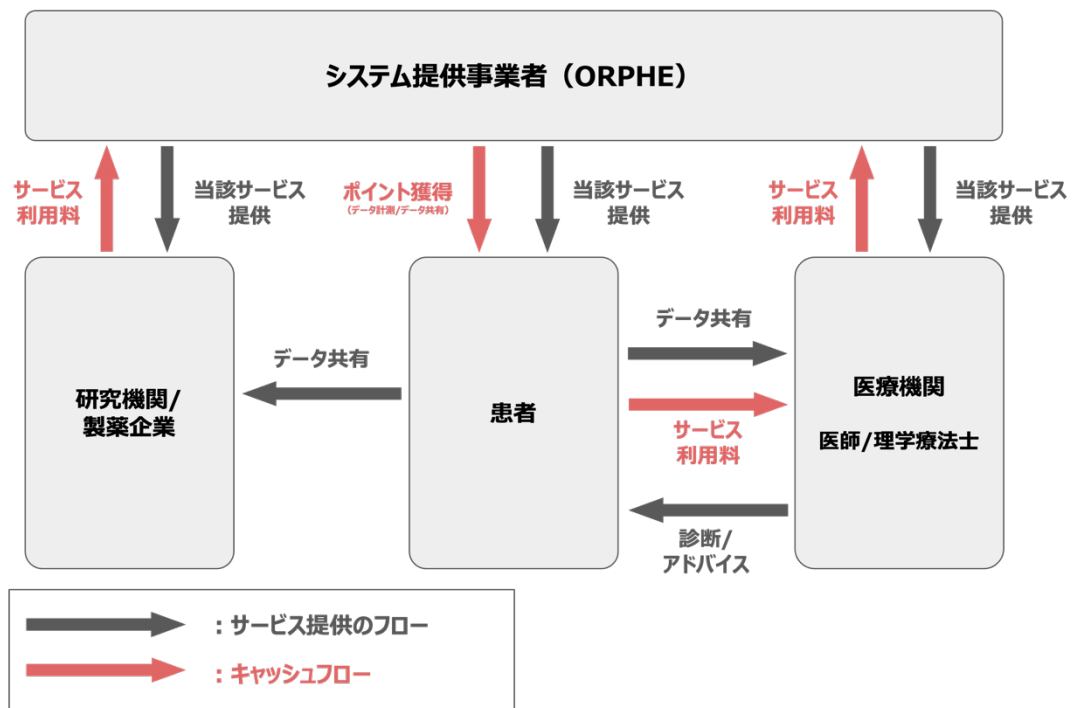 システム提供事業者（ORPHE）
サービス
利用料
当該サービス
提供
ポイント獲得
（データ計測/データ共有）
当該サービス
提供
サービス
利用料
当該サービス
提供
研究機関/
製薬企業
データ共有
患者
データ共有
サービス
利用料
診断/
アドバイス
医療機関
医師/理学療法士
：サービス提供のフロー
：キャッシュフロー